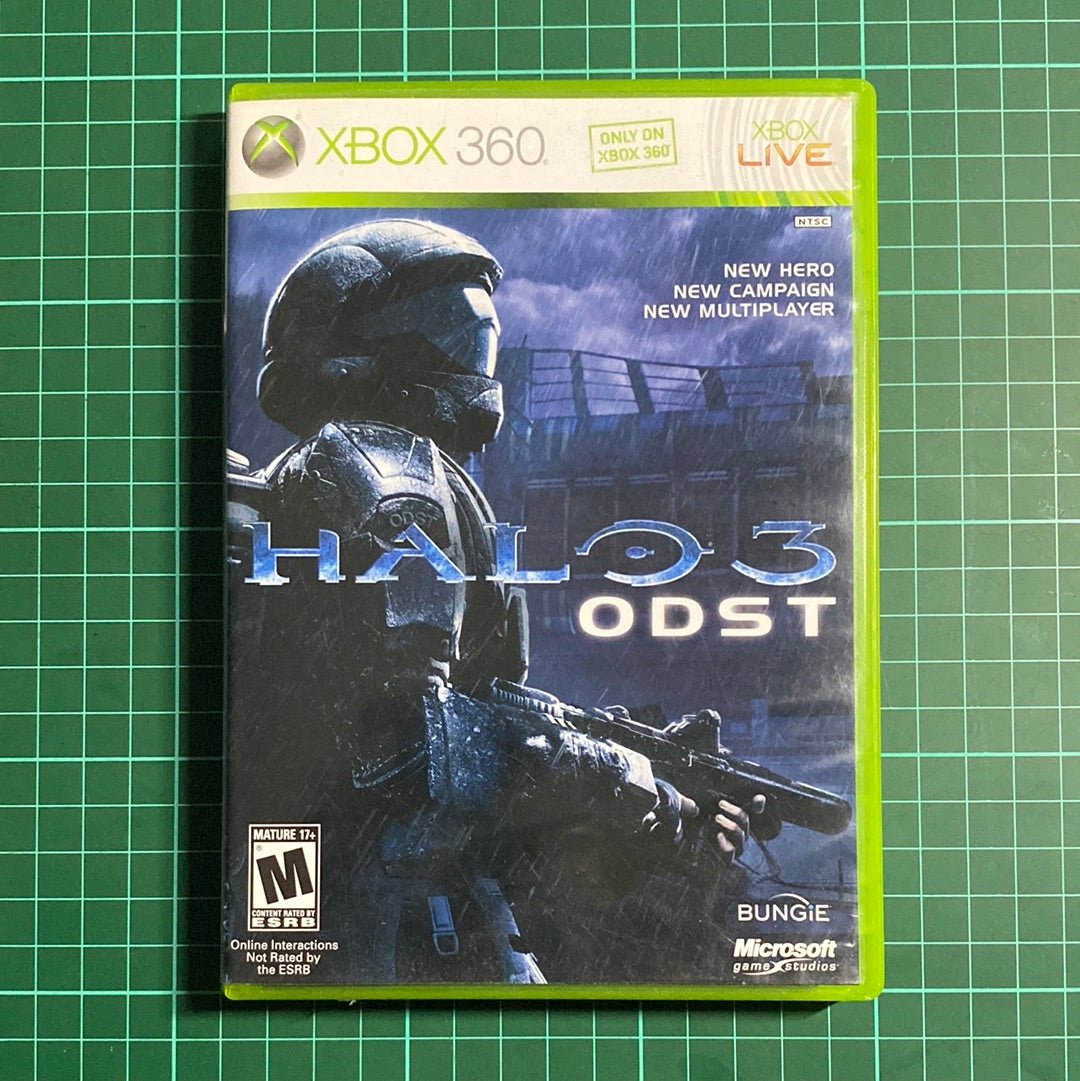 XBOX 360
ONLY ON
XBOX 360
XBOX
LIVE
NTSC
NEW HERO
NEW CAMPAIGN
NEW MULTIPLAYER
ODST
HALO 3
ODST
MATURE 17+
M
CONTENT RATED BY
ESRB
Online Interactions
Not Rated by
the ESRB
BUNGiE
Microsoft
game studios